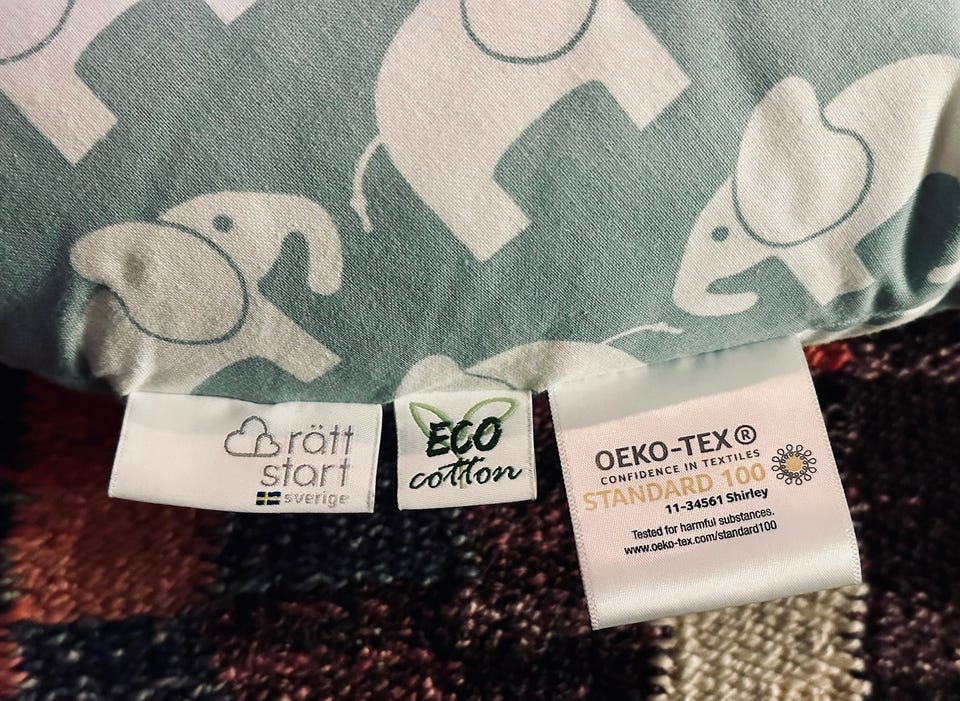 rätt
start
sverige
ECO
cotton
OEKO-TEX®
CONFIDENCE IN TEXTILES
STANDARD 100
11-34561 Shirley
Tested for harmful substances.
www.oeko-tex.com/standard100